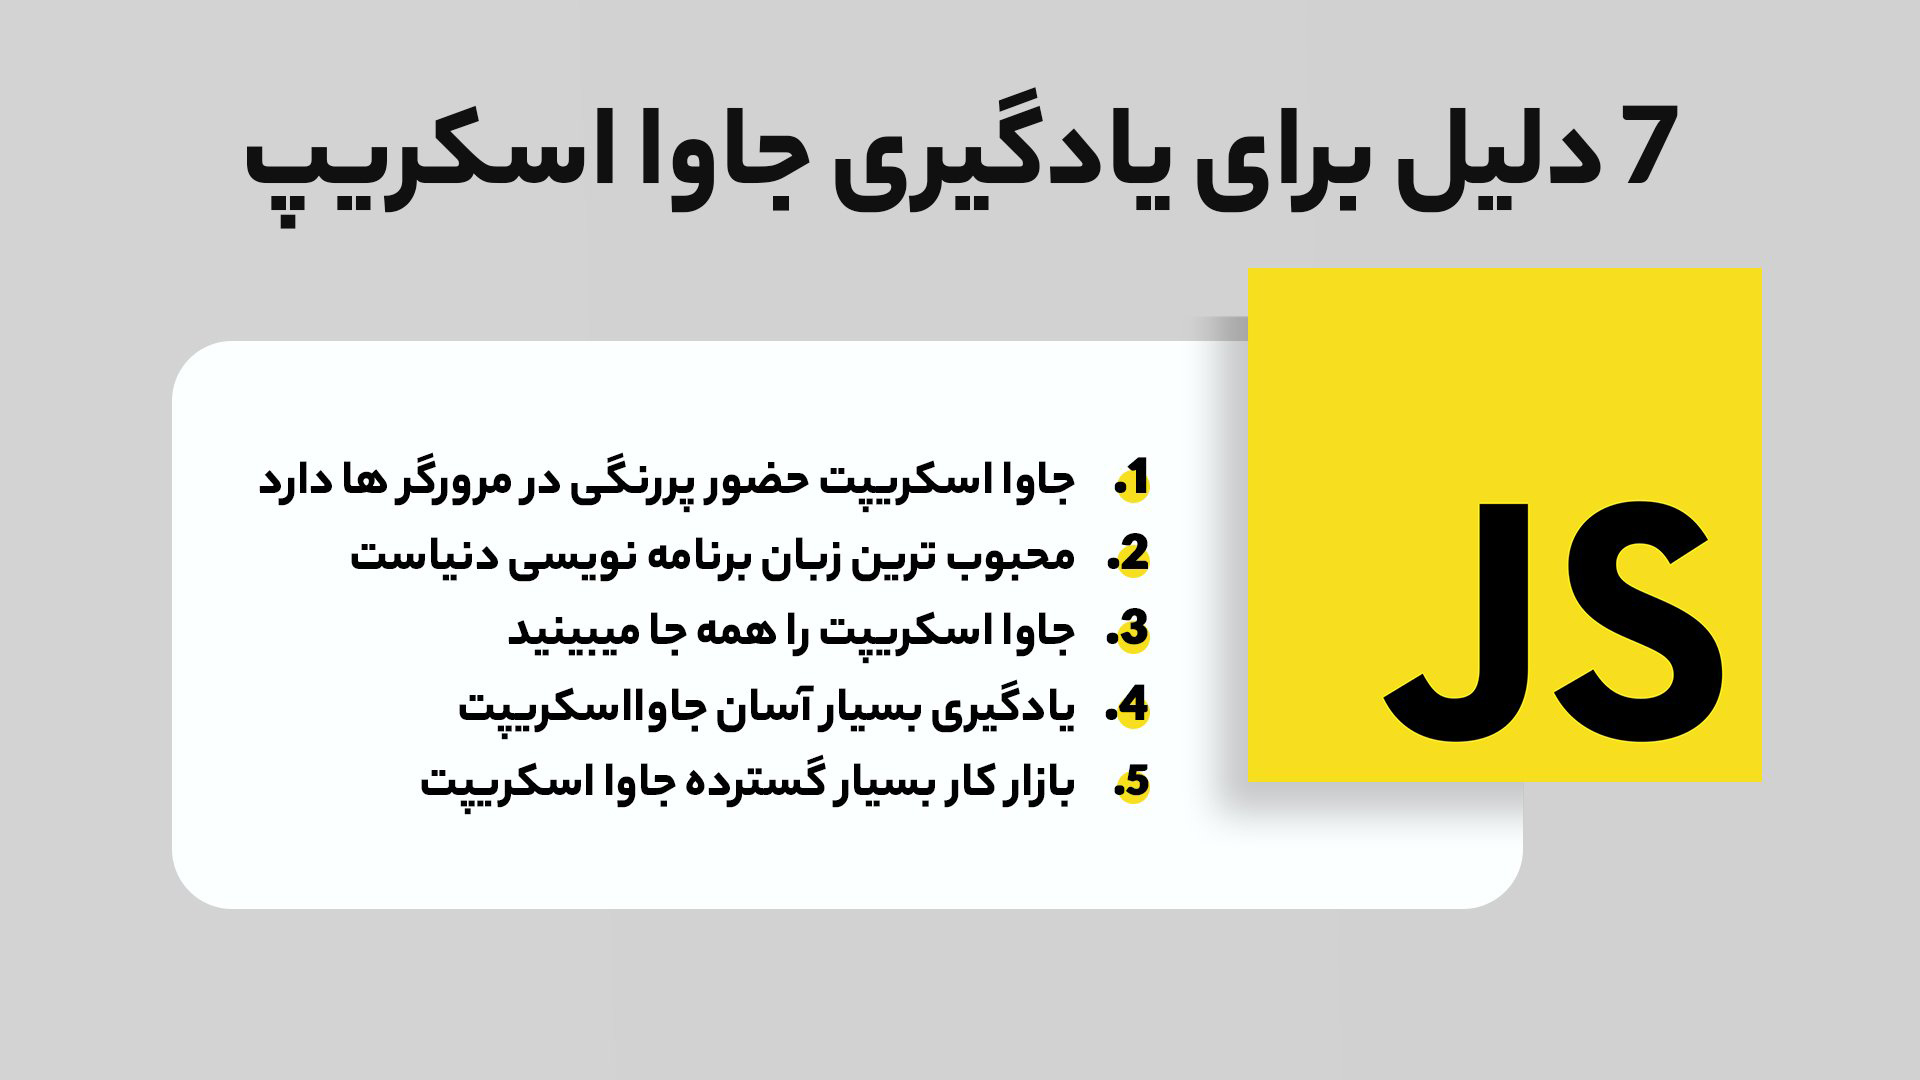 7 دلیل برای یادگیری جاوا اسکریپ
1. جاوا اسکریپت حضور پررنگی در مرورگر ها دارد
2. محبوب ترین زبان برنامه نویسی دنیاست
3. جاوا اسکریپت را همه جا میبینید
4. یادگیری بسیار آسان جاوااسکریپت
5. بازار کار بسیار گسترده جاوا اسکریپت
JS